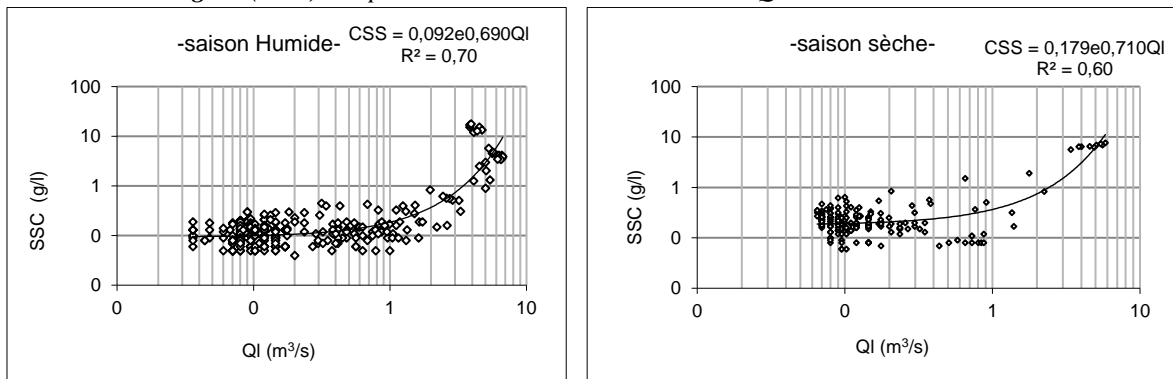 -saison Humide- CSS = 0,092e0,690Ql
R² = 0,70
100
10
1
0
0
SSC (g/l)
0 0 1 10
Ql (m³/s)
-saison sèche- CSS = 0,179e0,710Ql
R² = 0,60
100
10
1
0
0
SSC (g/l)
0 0 1 10
Ql (m³/s)